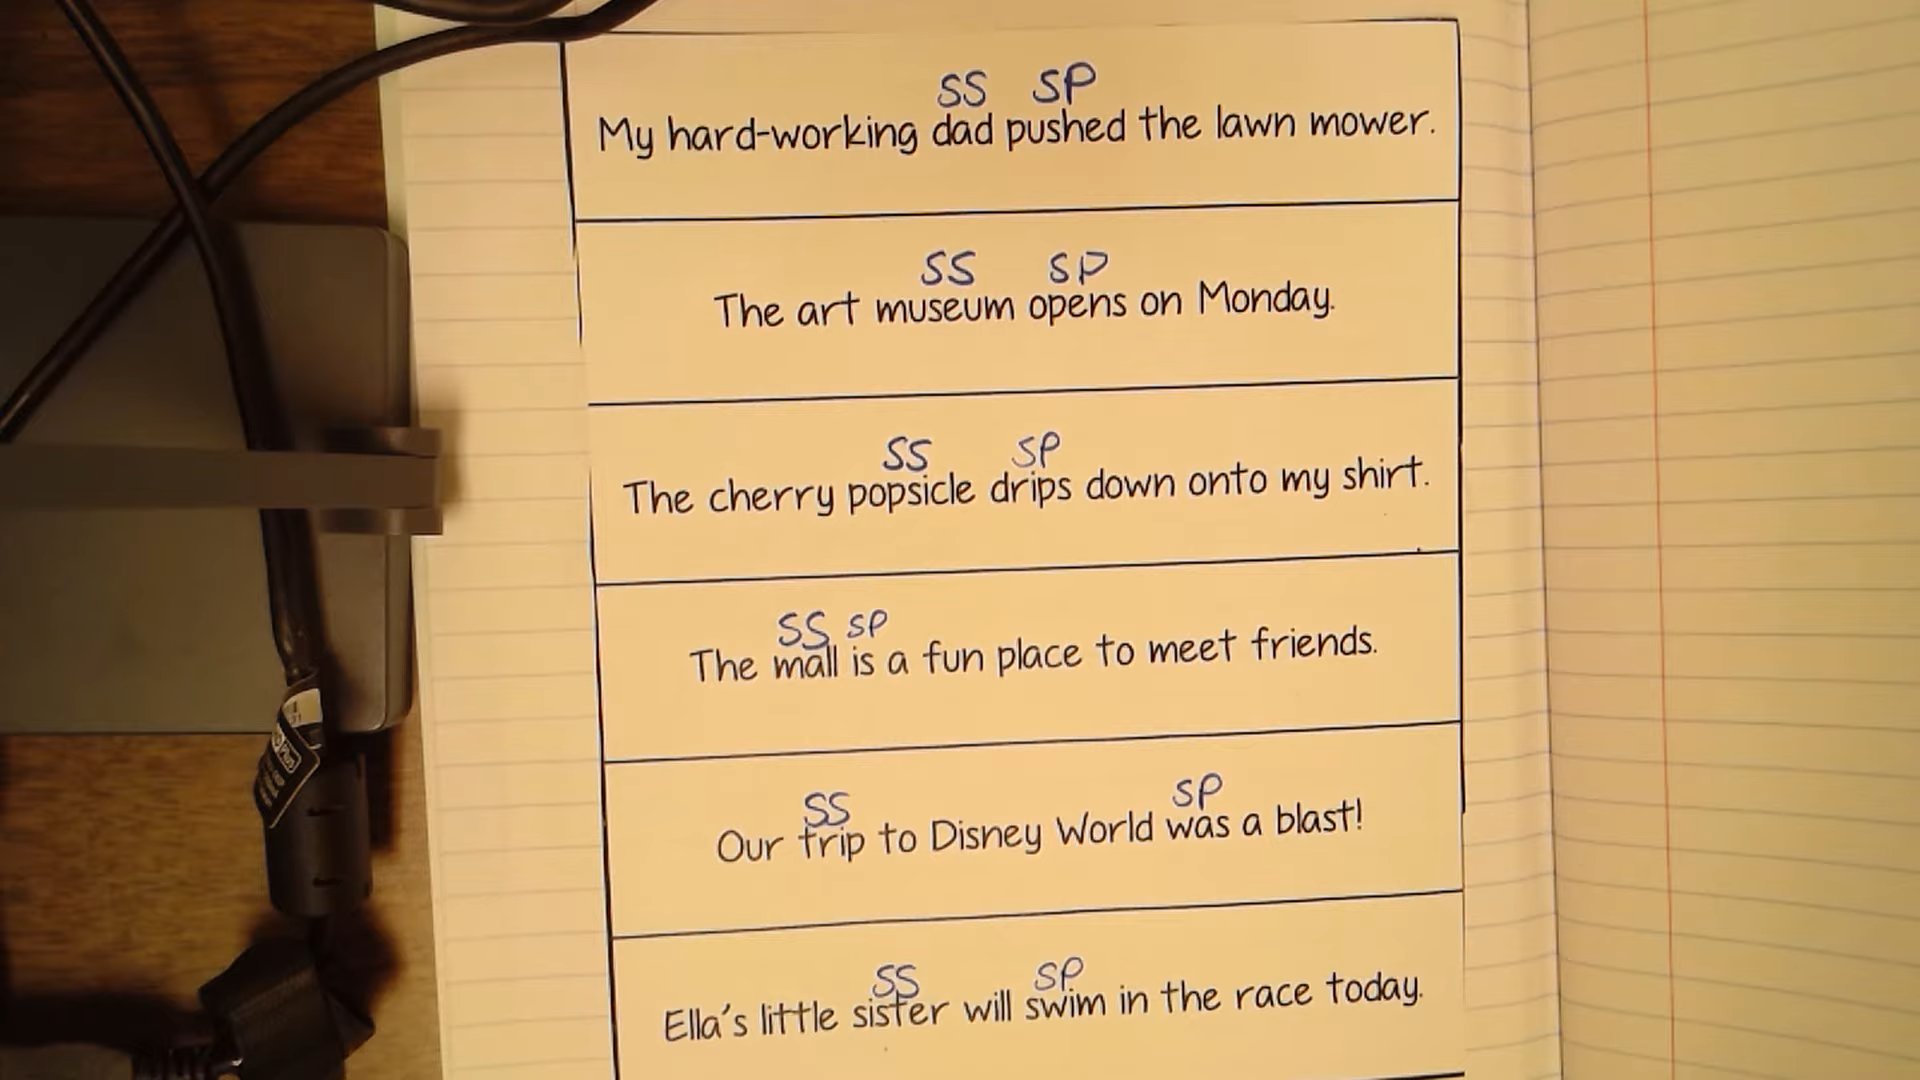 SS SP
My hard-working dad pushed the lawn mower.
SS SP
The art museum opens on Monday.
SS SP
The cherry popsicle drips down onto my shirt.
SS SP
The mall is a fun place to meet friends.
SS SP
Our trip to Disney World was a blast!
SS SP
Ella's little sister will swim in the race today.
Plus